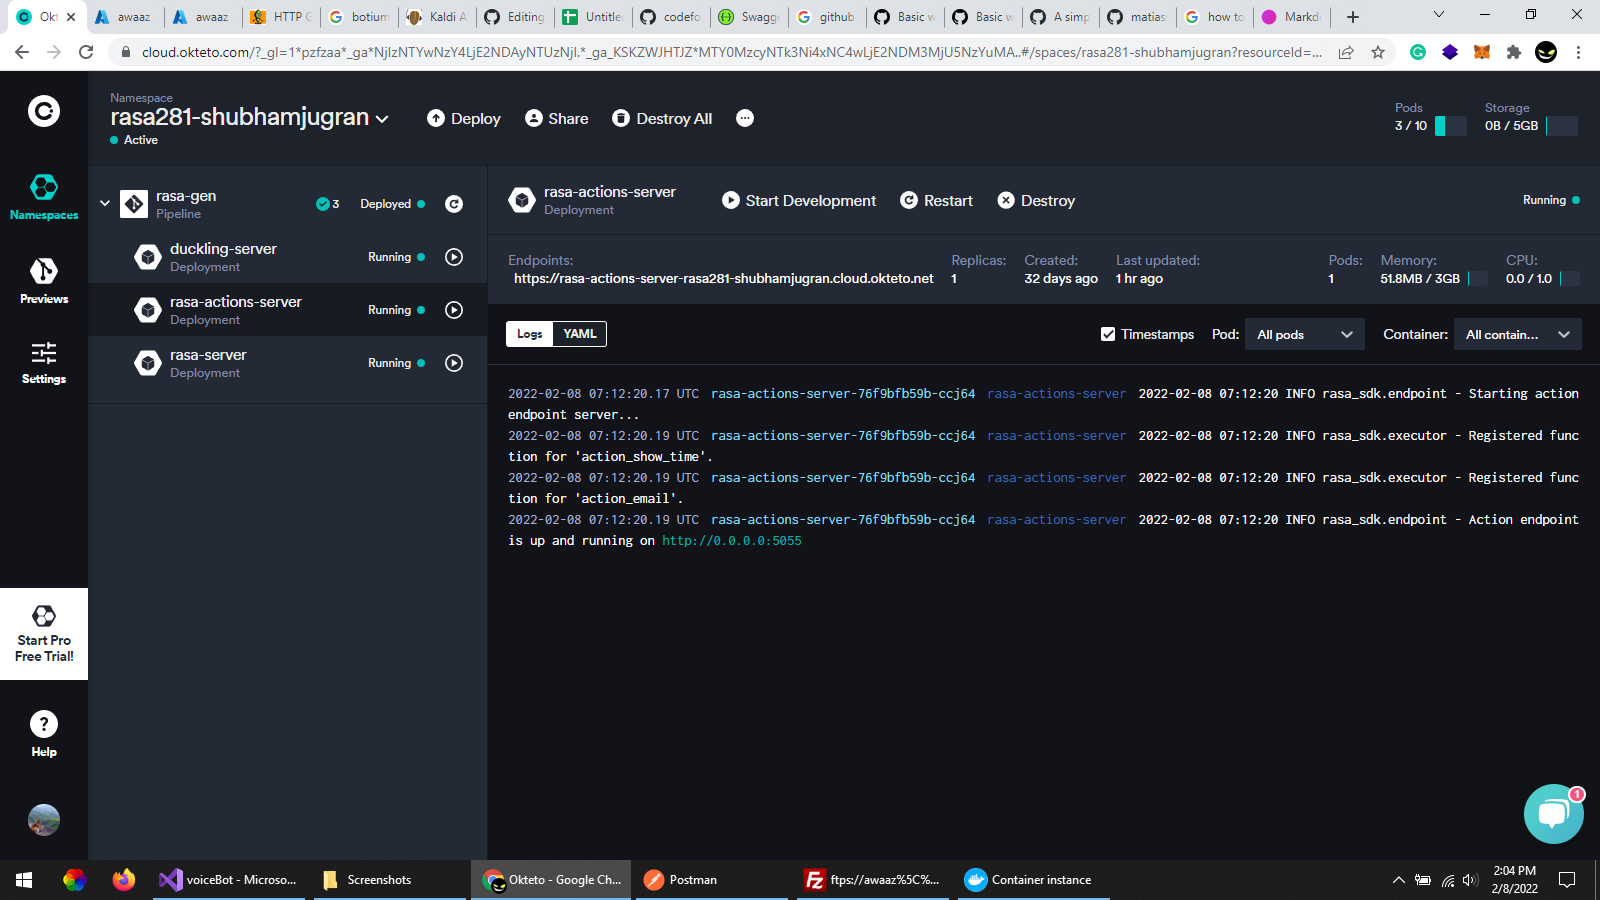 Okt
awaaz
awaaz
HTTP G
botium
Kaldi A
Editing
Untitle
codefo
Swagge
github
Basic w
Basic w
A simp
matias
how to
Markdo
cloud.okteto.com/?_gl=1*pzfzaa*_ga*NjIzNTYwNzY4LjE2NDAyNTUzNjI.*_ga_KSKZWJHTJZ*MTY0MzcyNTk3Ni4xNC4wLjE2NDM3MjU5NzYuMA..#/spaces/rasa281-shubhamjugran?resourceId=...
Namespace
rasa281-shubhamjugran
Active
Deploy
Share
Destroy All
Pods
3 / 10
Storage
0B / 5GB
Namespaces
Previews
Settings
Start Pro
Free Trial!
Help
rasa-gen
Pipeline
3
Deployed
duckling-server
Deployment
Running
rasa-actions-server
Deployment
Running
rasa-server
Deployment
Running
rasa-actions-server
Deployment
Start Development
Restart
Destroy
Running
Endpoints:
https://rasa-actions-server-rasa281-shubhamjugran.cloud.okteto.net
Replicas:
1
Created:
32 days ago
Last updated:
1 hr ago
Pods:
1
Memory:
51.8MB / 3GB
CPU:
0.0 / 1.0
Logs
YAML
Timestamps
Pod:
All pods
Container:
All contain...
2022-02-08 07:12:20.17 UTC rasa-actions-server-76f9bfb59b-ccj64 rasa-actions-server 2022-02-08 07:12:20 INFO rasa_sdk.endpoint - Starting action
endpoint server...
2022-02-08 07:12:20.19 UTC rasa-actions-server-76f9bfb59b-ccj64 rasa-actions-server 2022-02-08 07:12:20 INFO rasa_sdk.executor - Registered func
tion for 'action_show_time'.
2022-02-08 07:12:20.19 UTC rasa-actions-server-76f9bfb59b-ccj64 rasa-actions-server 2022-02-08 07:12:20 INFO rasa_sdk.executor - Registered func
tion for 'action_email'.
2022-02-08 07:12:20.19 UTC rasa-actions-server-76f9bfb59b-ccj64 rasa-actions-server 2022-02-08 07:12:20 INFO rasa_sdk.endpoint - Action endpoint
is up and running on http://0.0.0.0:5055
1
voiceBot - Microso...
Screenshots
Okteto - Google Ch...
Postman
ftps://awaaz%5C%...
Container instance
2:04 PM
2/8/2022